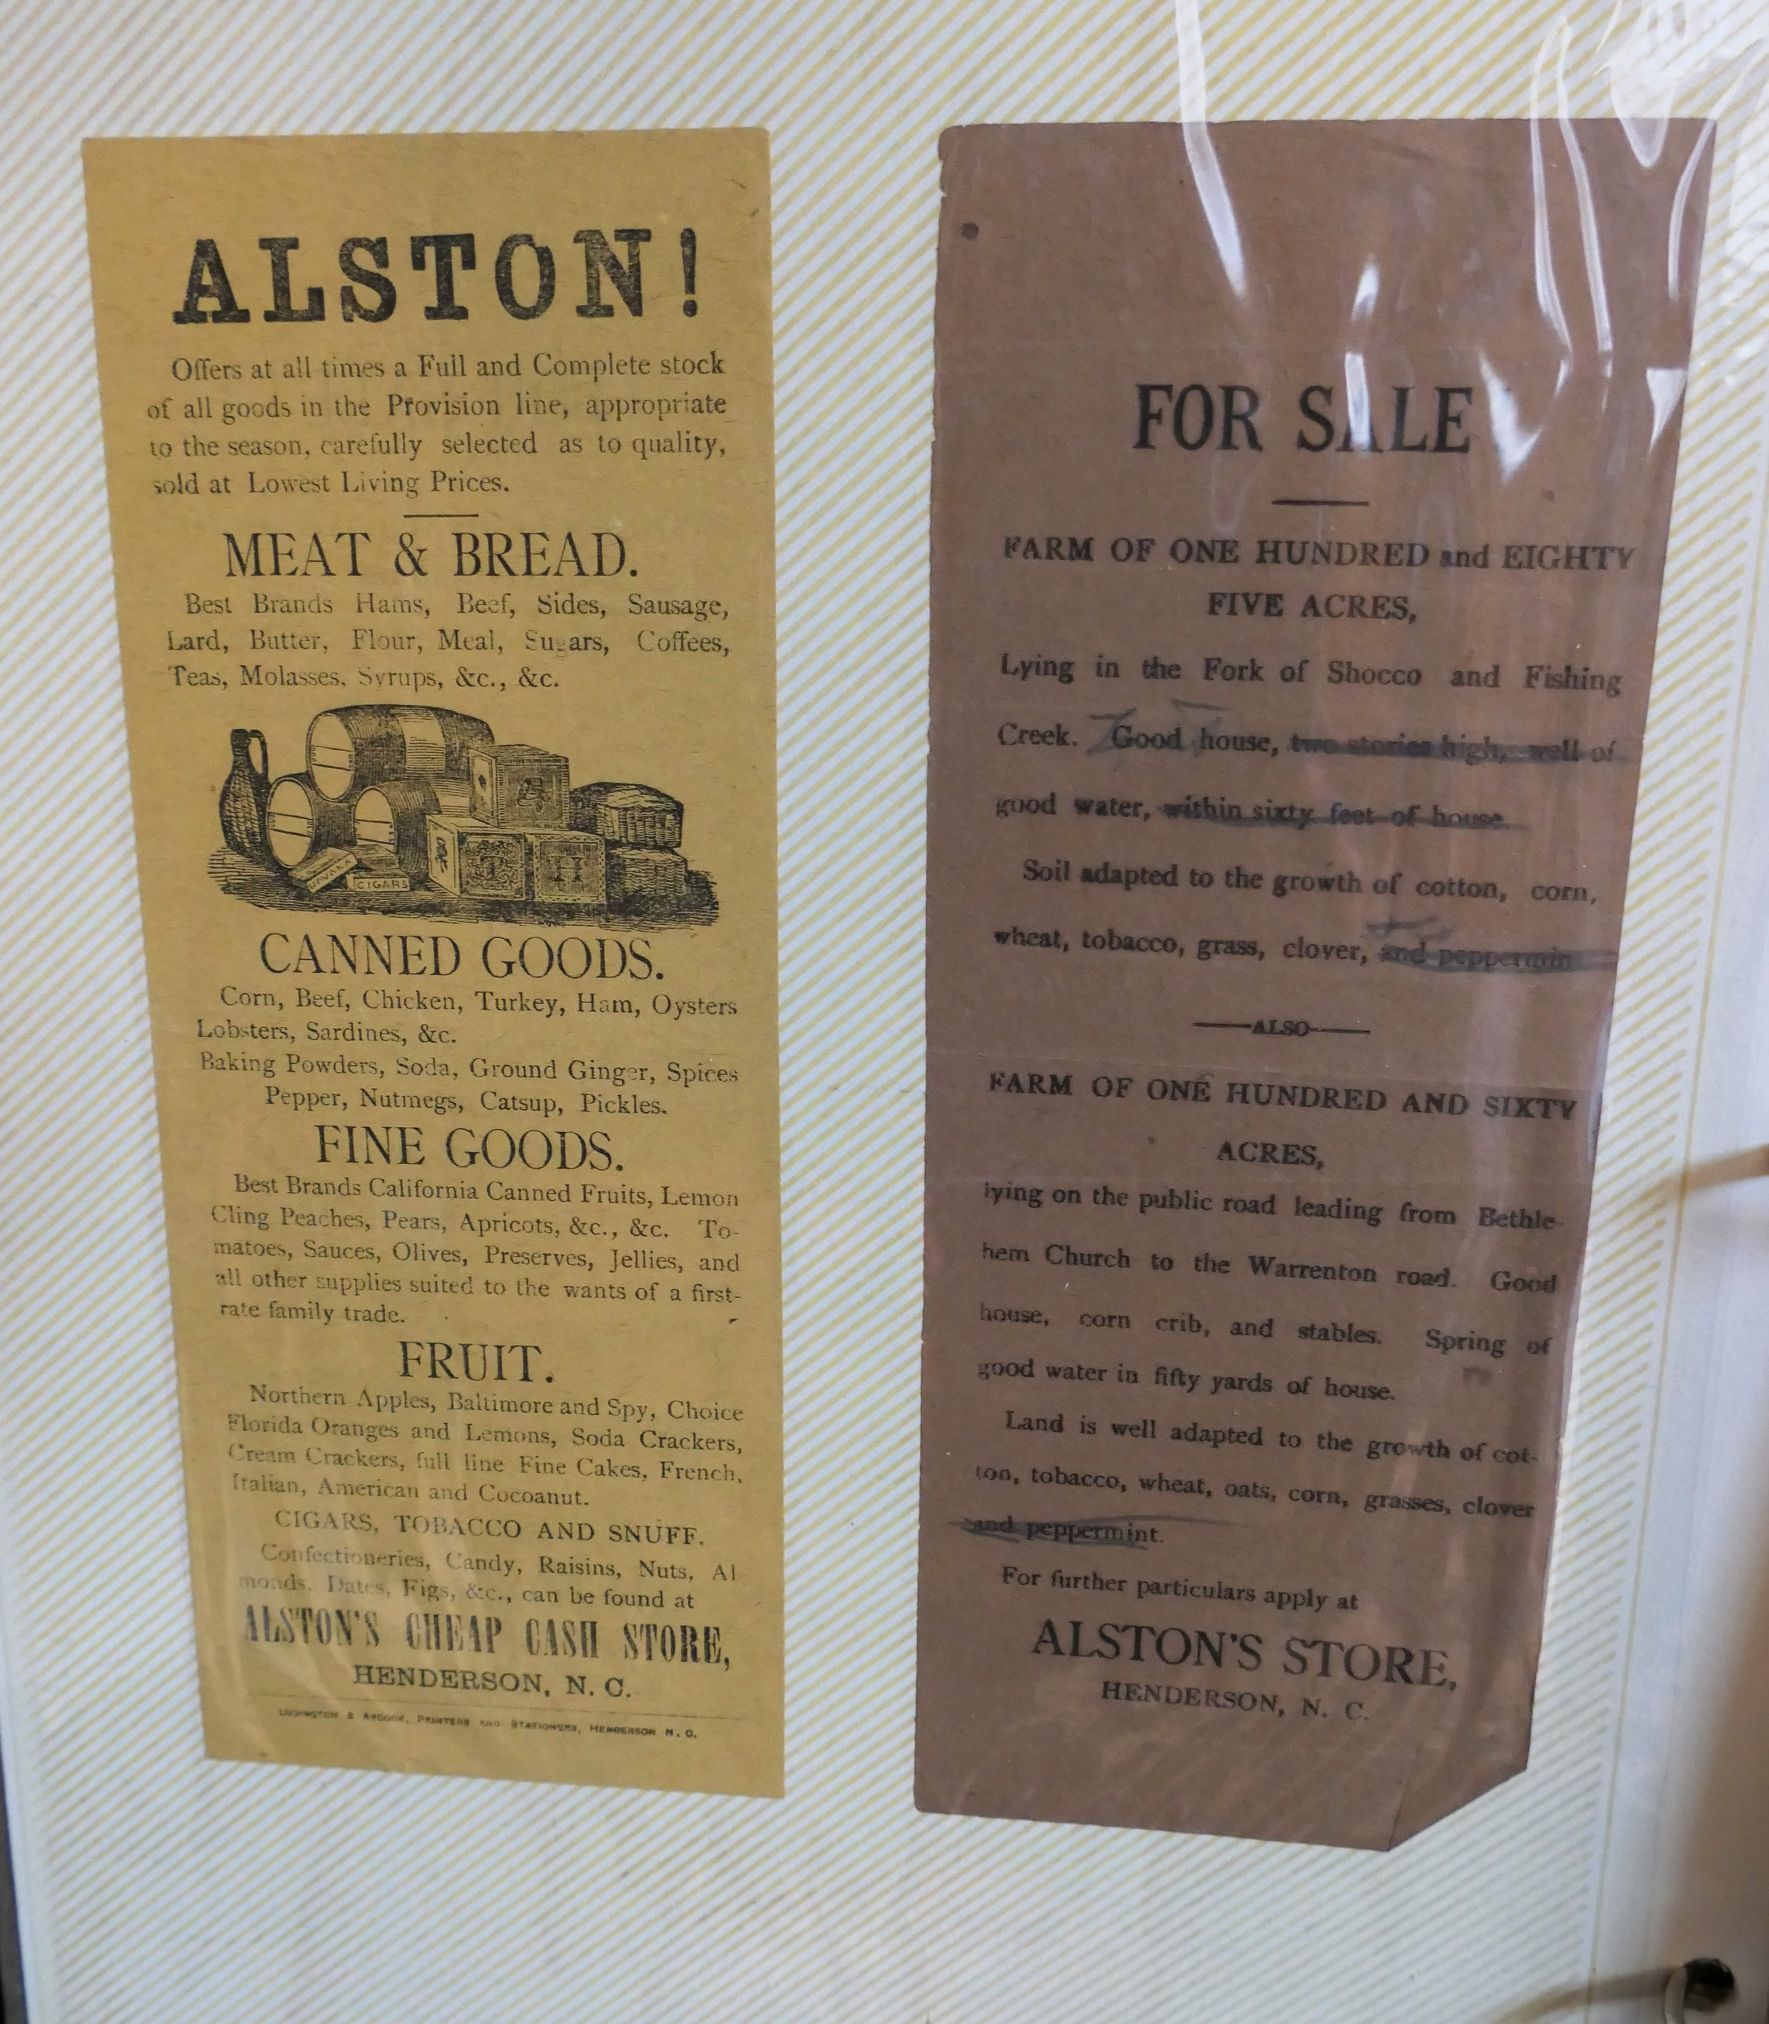 ALSTON!
Offers at all times a Full and Complete stock
of all goods in the Provision line, appropriate
to the season, carefully selected as to quality,
sold at Lowest Living Prices.
MEAT & BREAD.
Best Brands Hams, Beef, Sides, Sausage,
Lard, Butter, Flour, Meal, Sugars, Coffees,
Teas, Molasses, Syrups, &c., &c.
HAVANA
CIGARS
CANNED GOODS.
Corn, Beef, Chicken, Turkey, Ham, Oysters
Lobsters, Sardines, &c.
Baking Powders, Soda, Ground Ginger, Spices
Pepper, Nutmegs, Catsup, Pickles.
FINE GOODS.
Best Brands California Canned Fruits, Lemon
Cling Peaches, Pears, Apricots, &c., &c. To-
matoes, Sauces, Olives, Preserves, Jellies, and
all other supplies suited to the wants of a first-
rate family trade.
FRUIT.
Northern Apples, Baltimore and Spy, Choice
Florida Oranges and Lemons, Soda Crackers,
Cream Crackers, full line Fine Cakes, French,
Italian, American and Cocoanut.
CIGARS, TOBACCO AND SNUFF.
Confectioneries, Candy, Raisins, Nuts, Al
monds, Dates, Figs, &c., can be found at
ALSTON'S CHEAP CASH STORE,
HENDERSON, N. C.
& AYCOCK, PRINTERS AND STATIONERS, HENDERSON N. C.
FOR SALE
FARM OF ONE HUNDRED and EIGHTY
FIVE ACRES,
Lying in the Fork of Shocco and Fishing
Creek. Good house, two stories high, well of
good water, within sixty feet of house.
Soil adapted to the growth of cotton, corn,
wheat, tobacco, grass, clover, and peppermint
ALSO
FARM OF ONE HUNDRED AND SIXTY
ACRES,
lying on the public road leading from Bethle-
hem Church to the Warrenton road. Good
house, corn crib, and stables. Spring of
good water in fifty yards of house.
Land is well adapted to the growth of cot-
ton, tobacco, wheat, oats, corn, grasses, clover
and peppermint.
For further particulars apply at
ALSTON'S STORE,
HENDERSON, N. C.